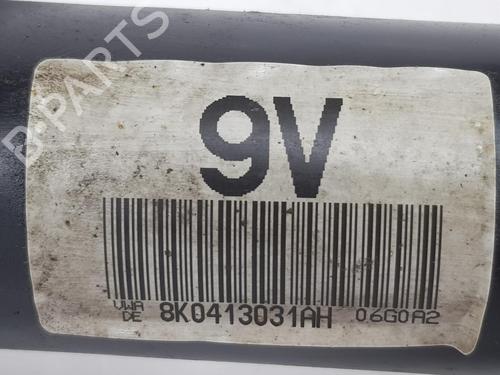 B-PARTS
9V
VWA
DE 8K0413031AH 06G0A2